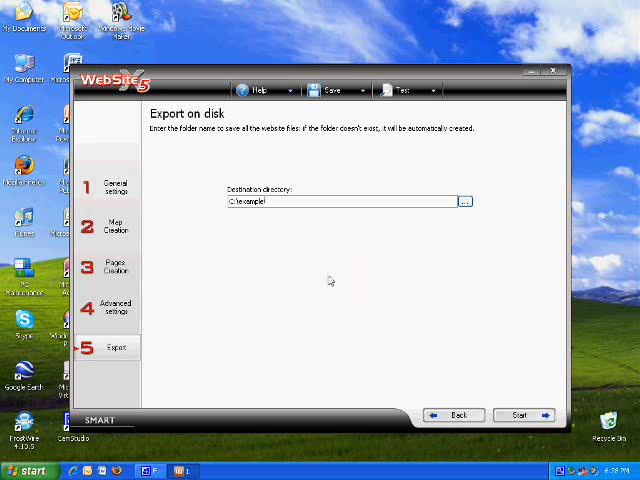 My Documents
Microsoft Outlook
Windows Movie Maker
My Computer
Internet Explorer
Mozilla Firefox
iTunes
PC Maintenance
Skype
Google Earth
FrostWire 4.13.5
CamStudio
Recycle Bin
WebSite X5
Help
Save
Test
Export on disk
Enter the folder name to save all the website files: if the folder doesn't exist, it will be automatically created.
1 General settings
2 Map Creation
3 Pages Creation
4 Advanced settings
5 Export
Destination directory:
C:\example\
...
SMART
Back
Start
start
6:28 PM